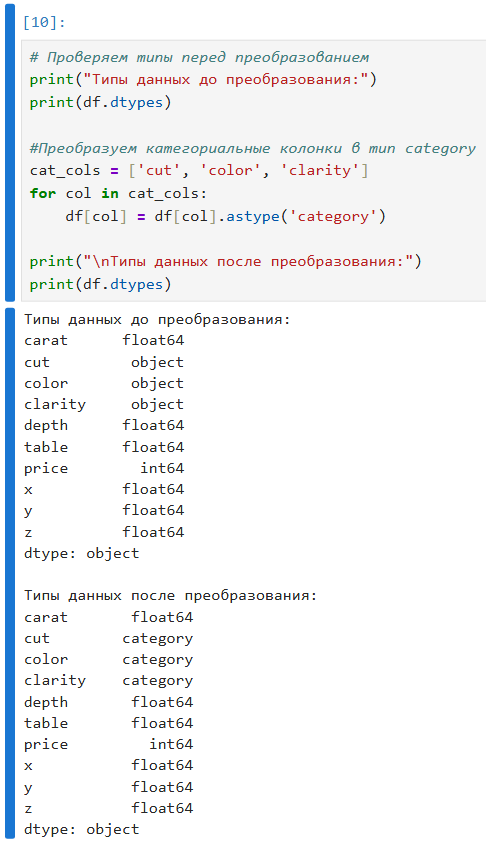 [10]:
# Проверяем типы перед преобразованием
print("Типы данных до преобразования:")
print(df.dtypes)

#Преобразуем категориальные колонки в тип category
cat_cols = ['cut', 'color', 'clarity']
for col in cat_cols:
    df[col] = df[col].astype('category')

print("\nТипы данных после преобразования:")
print(df.dtypes)
Типы данных до преобразования:
carat      float64
cut         object
color       object
clarity     object
depth      float64
table      float64
price        int64
x          float64
y          float64
z          float64
dtype: object

Типы данных после преобразования:
carat       float64
cut        category
color      category
clarity    category
depth       float64
table       float64
price         int64
x           float64
y           float64
z           float64
dtype: object